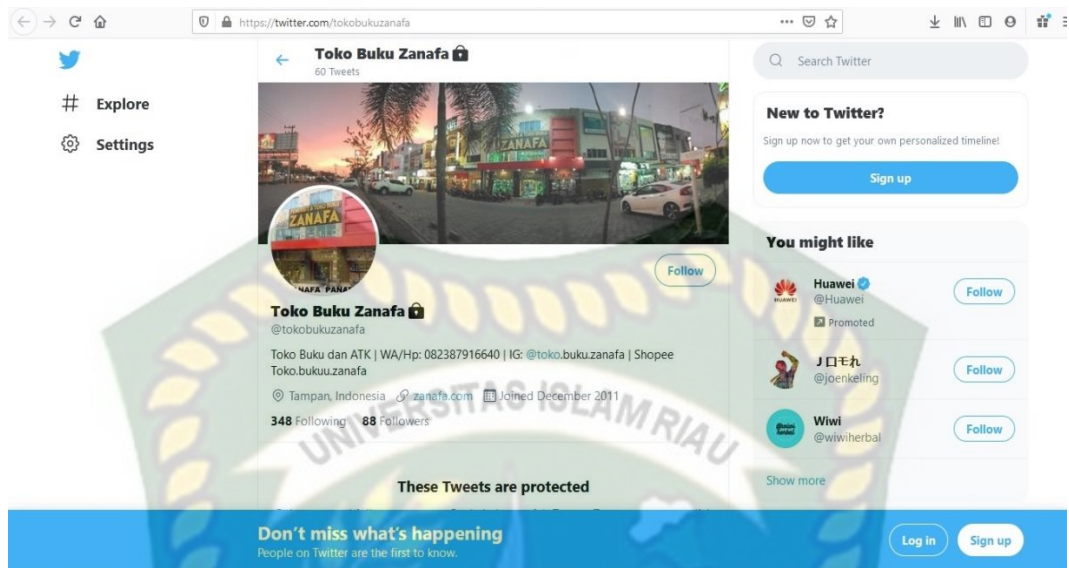 https://twitter.com/tokobukuzanafa
Explore
Settings
Toko Buku Zanafa
60 Tweets
ZANAFA
ZANAFA
Follow
Toko Buku Zanafa
@tokobukuzanafa
Toko Buku dan ATK | WA/Hp: 082387916640 | IG: @toko.buku.zanafa | Shopee
Toko.bukuu.zanafa
Tampan, Indonesia zanafa.com Joined December 2011
348 Following 88 Followers
These Tweets are protected
UNIVERSITAS ISLAM RIAU
Search Twitter
New to Twitter?
Sign up now to get your own personalized timeline!
Sign up
You might like
Huawei
@Huawei
Promoted
Follow
@joenkeling
Follow
Wiwi
@wiwiherbal
Follow
Show more
Don't miss what's happening
People on Twitter are the first to know.
Log in
Sign up